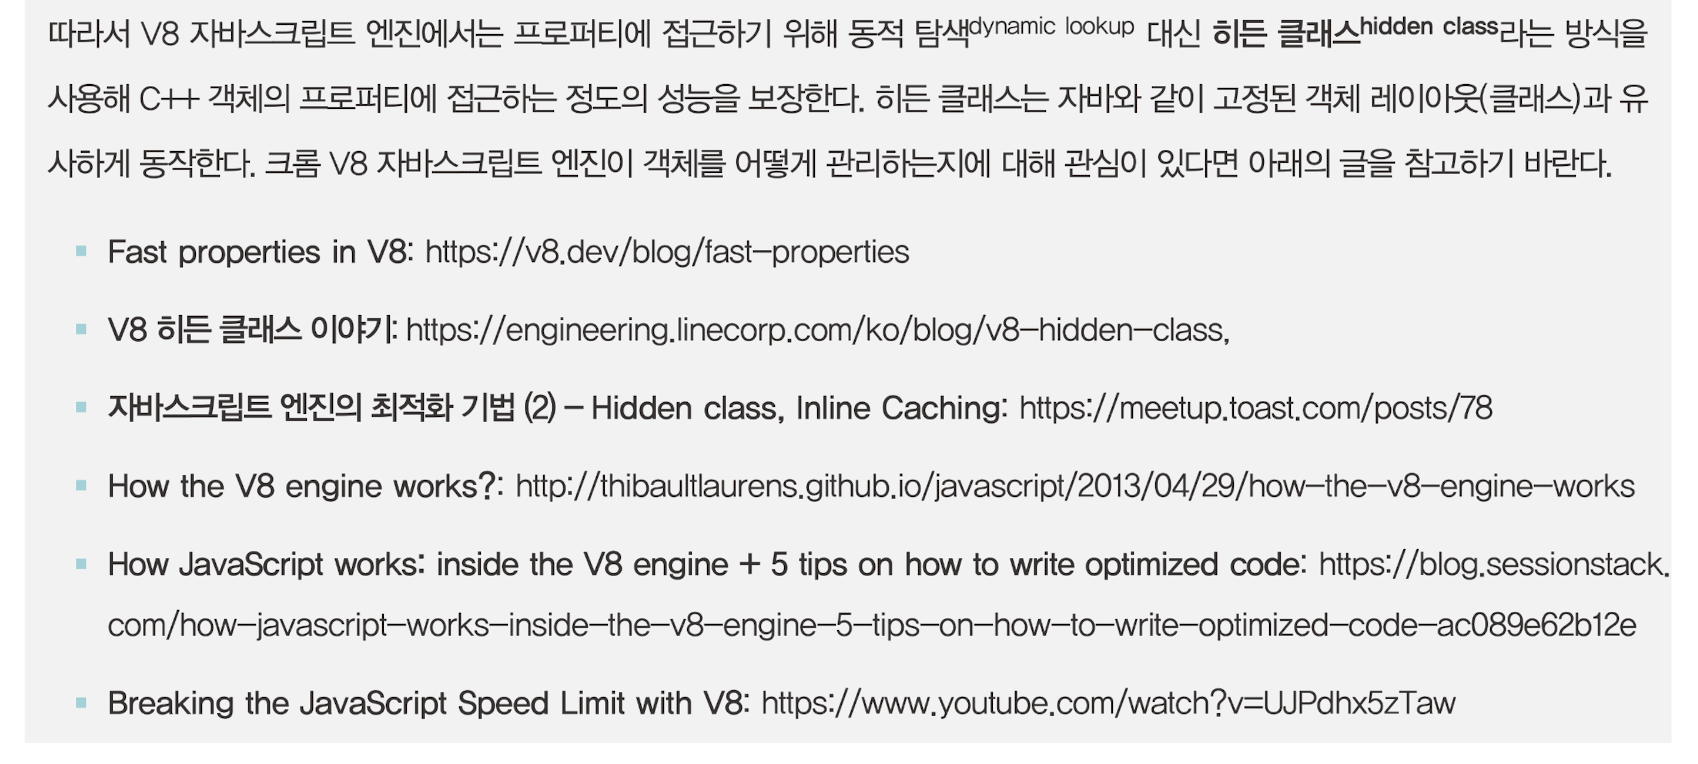 따라서 V8 자바스크립트 엔진에서는 프로퍼티에 접근하기 위해 동적 탐색dynamic lookup 대신 히든 클래스hidden class라는 방식을
사용해 C++ 객체의 프로퍼티에 접근하는 정도의 성능을 보장한다. 히든 클래스는 자바와 같이 고정된 객체 레이아웃(클래스)과 유
사하게 동작한다. 크롬 V8 자바스크립트 엔진이 객체를 어떻게 관리하는지에 대해 관심이 있다면 아래의 글을 참고하기 바란다.
▪ Fast properties in V8: https://v8.dev/blog/fast-properties
▪ V8 히든 클래스 이야기: https://engineering.linecorp.com/ko/blog/v8-hidden-class,
▪ 자바스크립트 엔진의 최적화 기법 (2) – Hidden class, Inline Caching: https://meetup.toast.com/posts/78
▪ How the V8 engine works?: http://thibaultlaurens.github.io/javascript/2013/04/29/how-the-v8-engine-works
▪ How JavaScript works: inside the V8 engine + 5 tips on how to write optimized code: https://blog.sessionstack.
com/how-javascript-works-inside-the-v8-engine-5-tips-on-how-to-write-optimized-code-ac089e62b12e
▪ Breaking the JavaScript Speed Limit with V8: https://www.youtube.com/watch?v=UJPdhx5zTaw